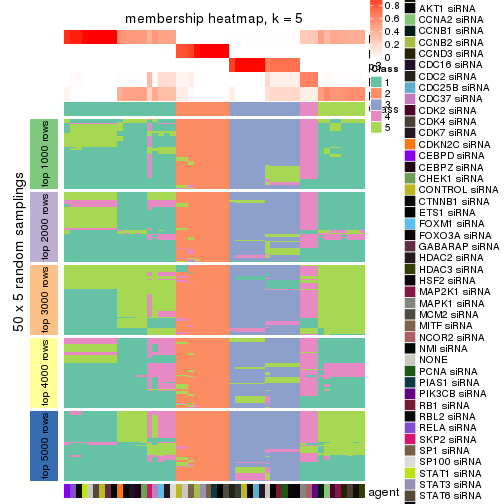 membership heatmap, k = 5
50 x 5 random samplings
top 1000 rows
top 2000 rows
top 3000 rows
top 4000 rows
top 5000 rows
0.8
0.6
0.4
0.2
0
Class
1
2
3
4
5
agent
AKT1 siRNA
CCNA2 siRNA
CCNB1 siRNA
CCNB2 siRNA
CCND3 siRNA
CDC16 siRNA
CDC2 siRNA
CDC25B siRNA
CDC37 siRNA
CDK2 siRNA
CDK4 siRNA
CDK7 siRNA
CDKN2C siRNA
CEBPD siRNA
CEBPZ siRNA
CHEK1 siRNA
CONTROL siRNA
CTNNB1 siRNA
ETS1 siRNA
FOXM1 siRNA
FOXO3A siRNA
GABARAP siRNA
HDAC2 siRNA
HDAC3 siRNA
HSF2 siRNA
MAP2K1 siRNA
MAPK1 siRNA
MCM2 siRNA
MITF siRNA
NCOR2 siRNA
NMI siRNA
NONE
PCNA siRNA
PIAS1 siRNA
PIK3CB siRNA
RB1 siRNA
RBL2 siRNA
RELA siRNA
SKP2 siRNA
SP1 siRNA
SP100 siRNA
STAT1 siRNA
STAT3 siRNA
STAT6 siRNA